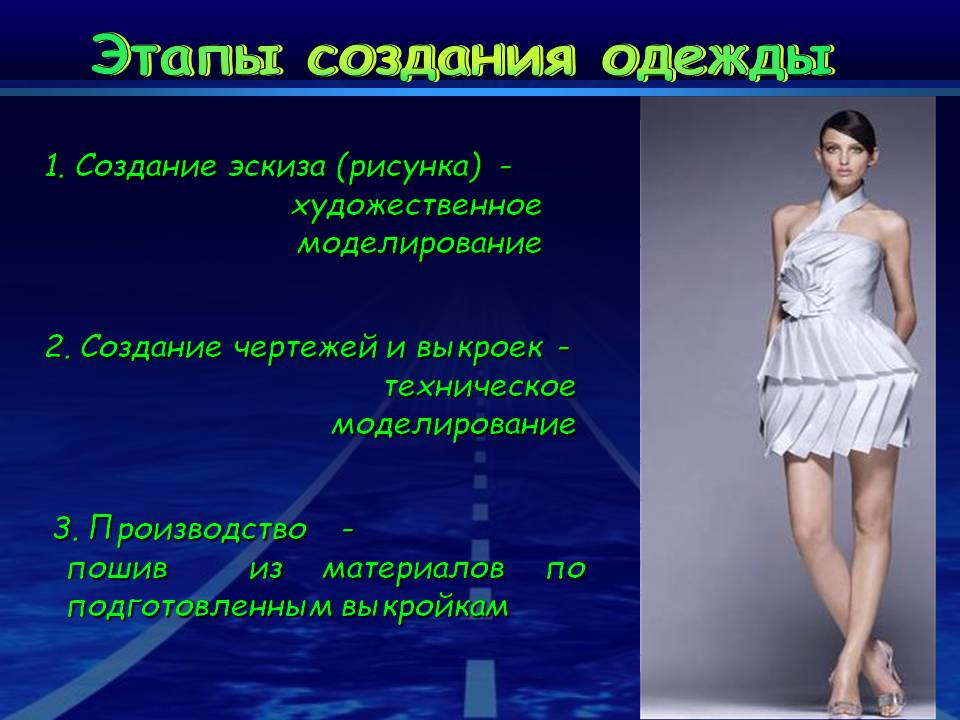 Этапы создания одежды
1. Создание эскиза (рисунка) -
художественное
моделирование
2. Создание чертежей и выкроек -
техническое
моделирование
3. Производство -
пошив из материалов по
подготовленным выкройкам